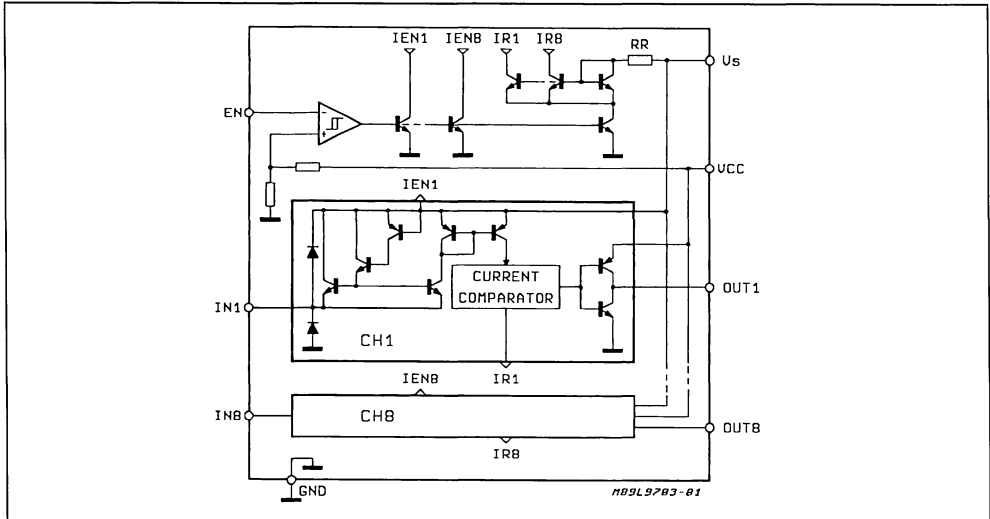 IEN1 IEN8 IR1 IR8
RR
Vs
EN
-
+
VCC
IEN1
CURRENT
COMPARATOR
OUT1
IN1
CH1
IR1
IEN8
IN8
CH8
OUT8
IR8
GND
M89L9703-01